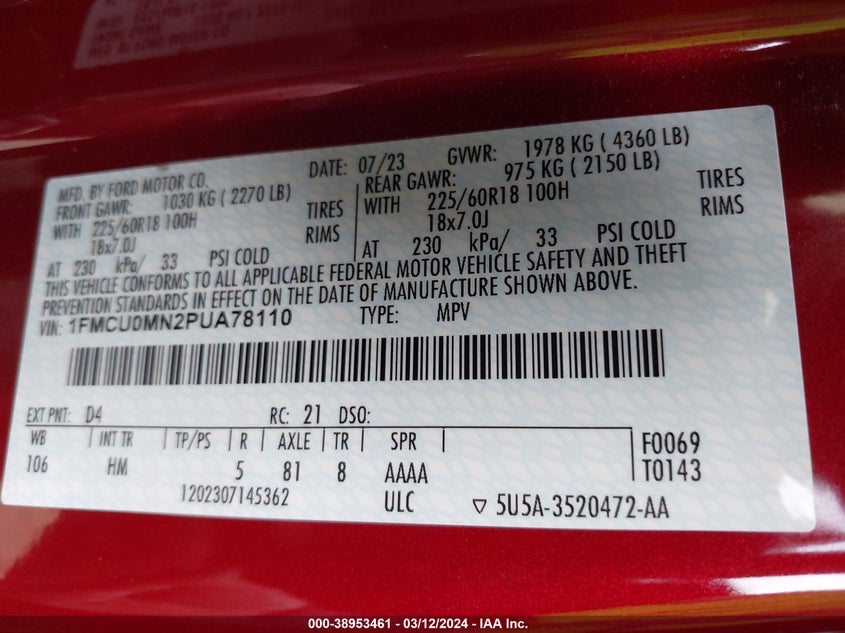 MFD. BY FORD MOTOR CO. DATE: 07/23 GVWR: 1978 KG ( 4360 LB)
FRONT GAWR: 1030 KG ( 2270 LB) REAR GAWR: 975 KG ( 2150 LB)
WITH 225/60R18 100H TIRES WITH 225/60R18 100H TIRES
18x7.0J RIMS 18x7.0J RIMS
AT 230 kPa/ 33 PSI COLD AT 230 kPa/ 33 PSI COLD
THIS VEHICLE CONFORMS TO ALL APPLICABLE FEDERAL MOTOR VEHICLE SAFETY AND THEFT
PREVENTION STANDARDS IN EFFECT ON THE DATE OF MANUFACTURE SHOWN ABOVE.
VIN: 1FMCU0MN2PUA78110 TYPE: MPV
EXT PNT: D4 RC: 21 DSO:
WB INT TR TP/PS R AXLE TR SPR F0069
106 HM 5 81 8 AAAA T0143
1202307145362 ULC ▽ 5U5A-3520472-AA
000-38953461 - 03/12/2024 - IAA Inc.